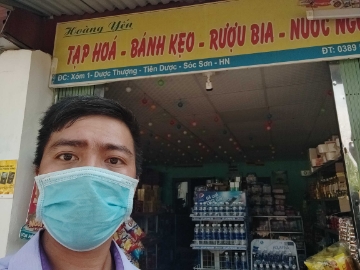 Hoàng Yến
TẠP HOÁ - BÁNH KẸO - RƯỢU BIA - NƯỚC
ĐC: Xóm 1- Dược Thượng - Tiên Dược - Sóc Sơn - HN
ĐT: 0389